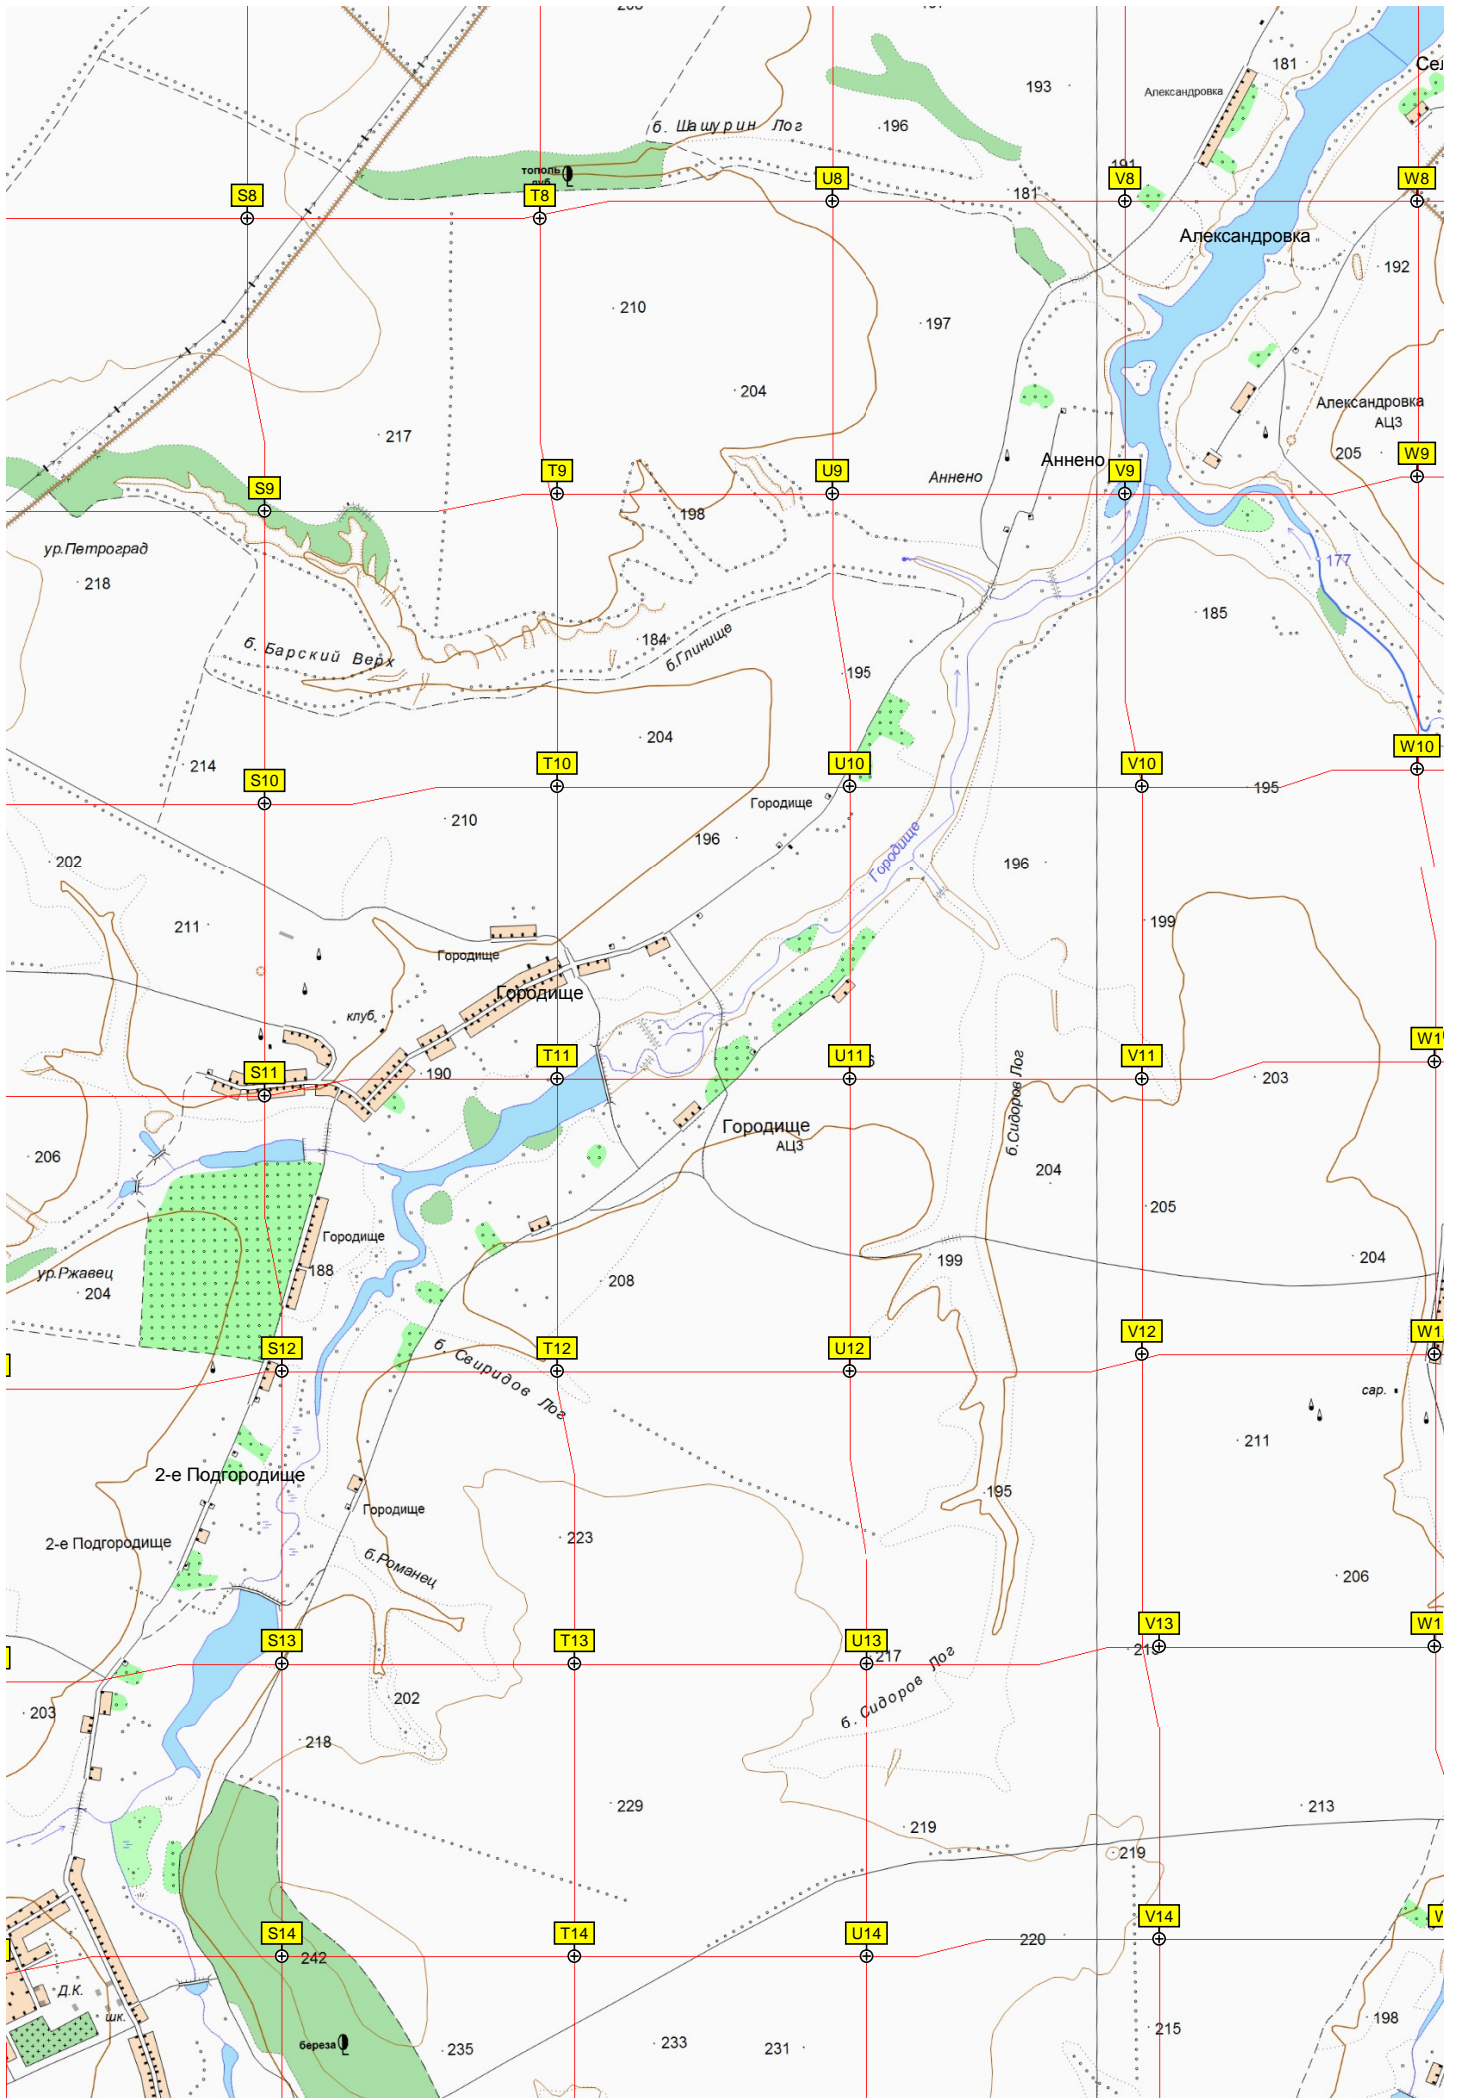 193
181
Александровка
196
б. Шашурин Лог
тополь
191
S8
T8
U8
181
V8
W8
Александровка
192
210
197
204
Александровка
АЦЗ
217
205
Аннено
Аннено
S9
T9
U9
V9
W9
198
ур.Петроград
218
177
185
184
б.Глинище
б. Барский Верх
195
204
214
S10
T10
U10
V10
W10
195
Городище
210
196
Городище
202
196
211
199
Городище
Городище
клуб
S11
T11
U11
V11
190
203
б.Сидоров Лог
Городище
АЦЗ
206
204
205
Городище
188
199
204
ур.Ржавец
204
208
S12
T12
U12
V12
б. Свиридов Лог
сар.
211
2-е Подгородище
195
Городище
2-е Подгородище
223
б.Романец
206
S13
T13
U13
V13
217
б. Сидоров Лог
202
203
218
229
213
219
219
S14
T14
U14
V14
242
220
Д.К.
шк.
198
215
береза
235
233
231